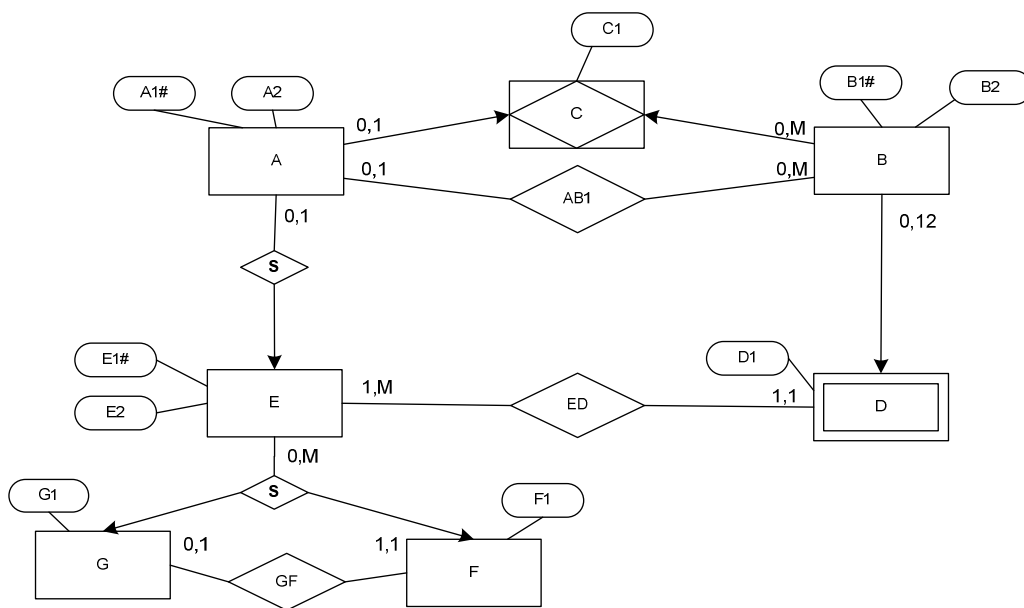 C1
A1#
A2
B1#
B2
0,1
C
0,M
A
B
0,1
AB1
0,M
0,1
0,12
S
E1#
D1
E
1,M
ED
1,1
D
E2
0,M
S
G1
F1
0,1
1,1
G
GF
F